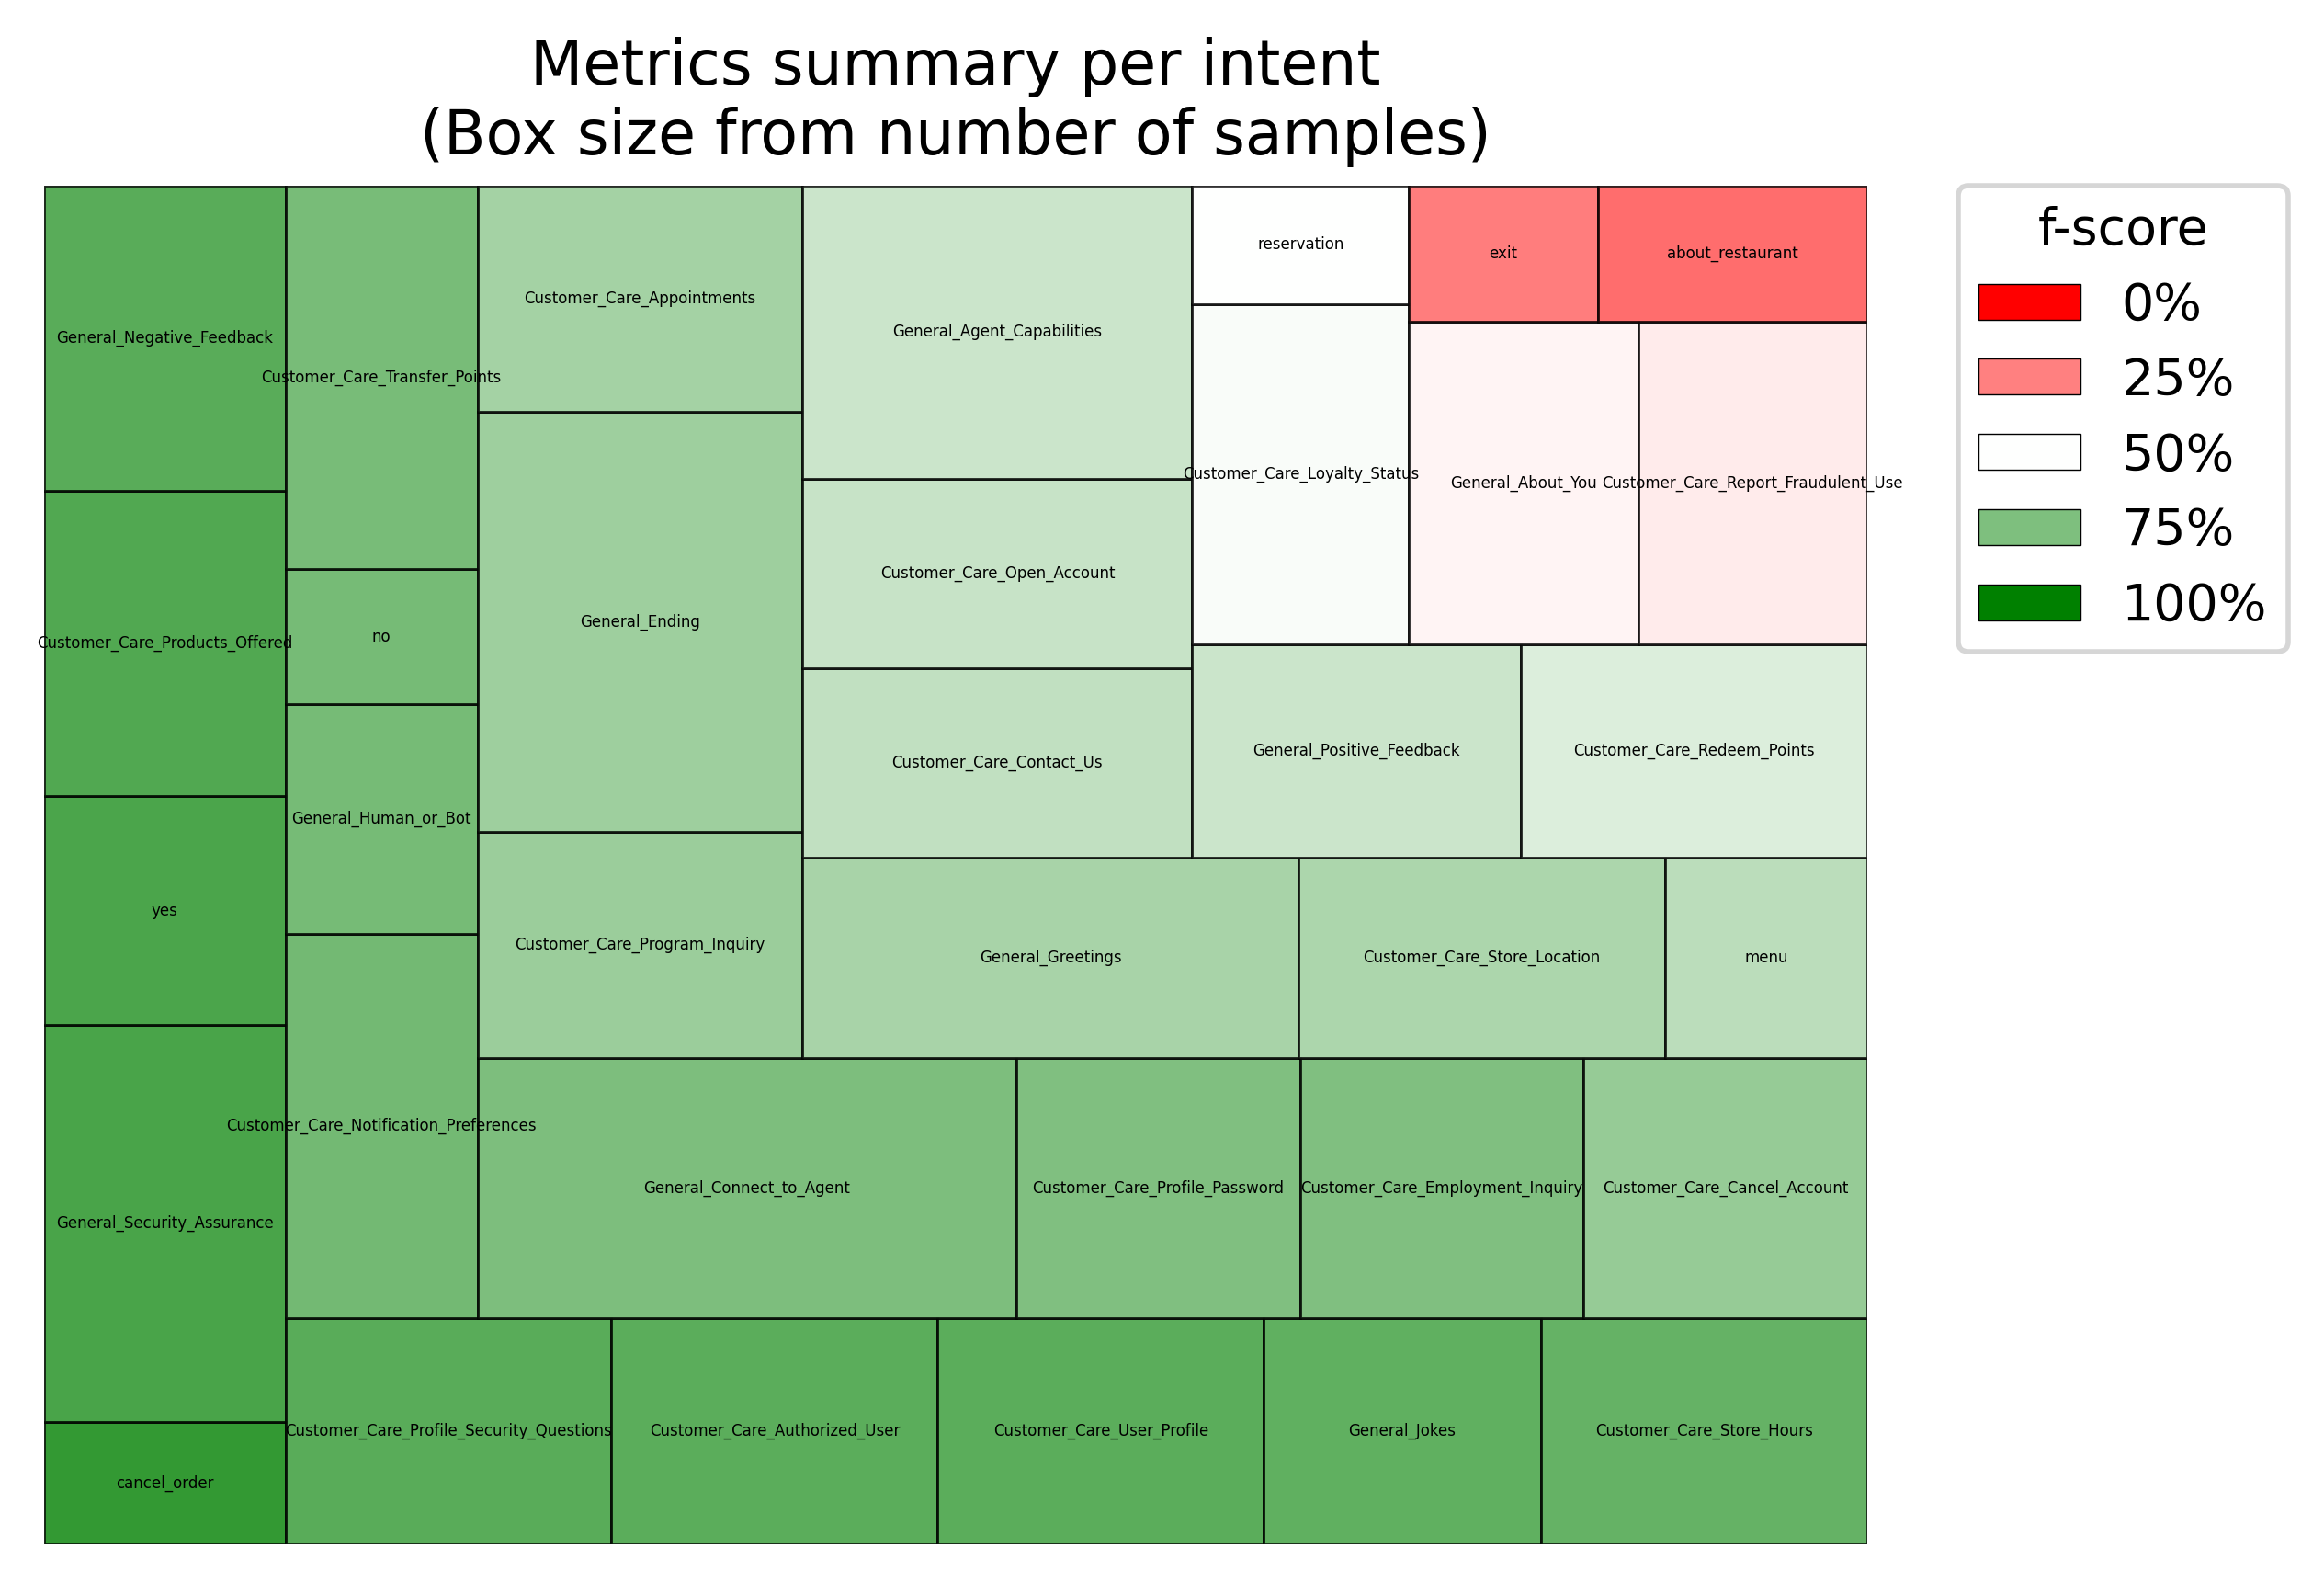 Metrics summary per intent
(Box size from number of samples)
General_Negative_Feedback
Customer_Care_Products_Offered
yes
General_Security_Assurance
cancel_order
Customer_Care_Transfer_Points
no
General_Human_or_Bot
Customer_Care_Notification_Preferences
Customer_Care_Profile_Security_Questions
Customer_Care_Authorized_User
Customer_Care_User_Profile
General_Jokes
Customer_Care_Store_Hours
Customer_Care_Appointments
General_Ending
Customer_Care_Program_Inquiry
General_Connect_to_Agent
Customer_Care_Profile_Password
Customer_Care_Employment_Inquiry
Customer_Care_Cancel_Account
General_Agent_Capabilities
Customer_Care_Open_Account
Customer_Care_Contact_Us
General_Greetings
Customer_Care_Store_Location
menu
reservation
Customer_Care_Loyalty_Status
General_Positive_Feedback
Customer_Care_Redeem_Points
exit
about_restaurant
General_About_You
Customer_Care_Report_Fraudulent_Use
f-score
0%
25%
50%
75%
100%